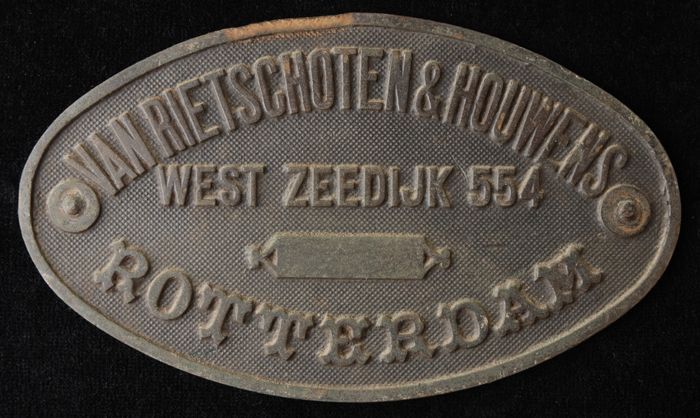 VAN RIETSCHOTEN & HOUWENS
WEST ZEEDIJK 554
ROTTERDAM